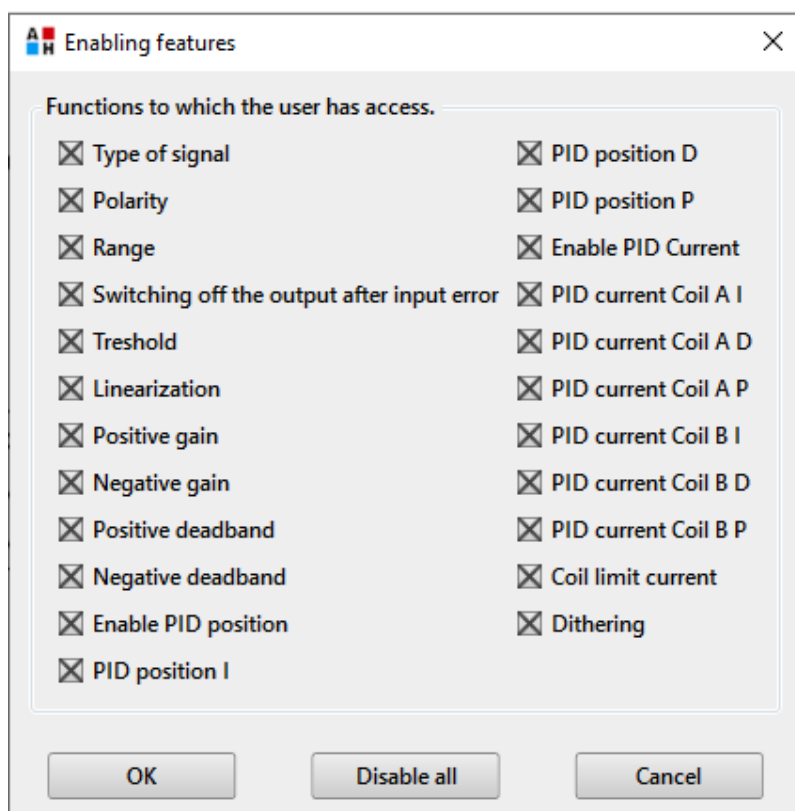 A H Enabling features
Functions to which the user has access.
Type of signal
Polarity
Range
Switching off the output after input error
Treshold
Linearization
Positive gain
Negative gain
Positive deadband
Negative deadband
Enable PID position
PID position I
PID position D
PID position P
Enable PID Current
PID current Coil A I
PID current Coil A D
PID current Coil A P
PID current Coil B I
PID current Coil B D
PID current Coil B P
Coil limit current
Dithering
OK Disable all Cancel